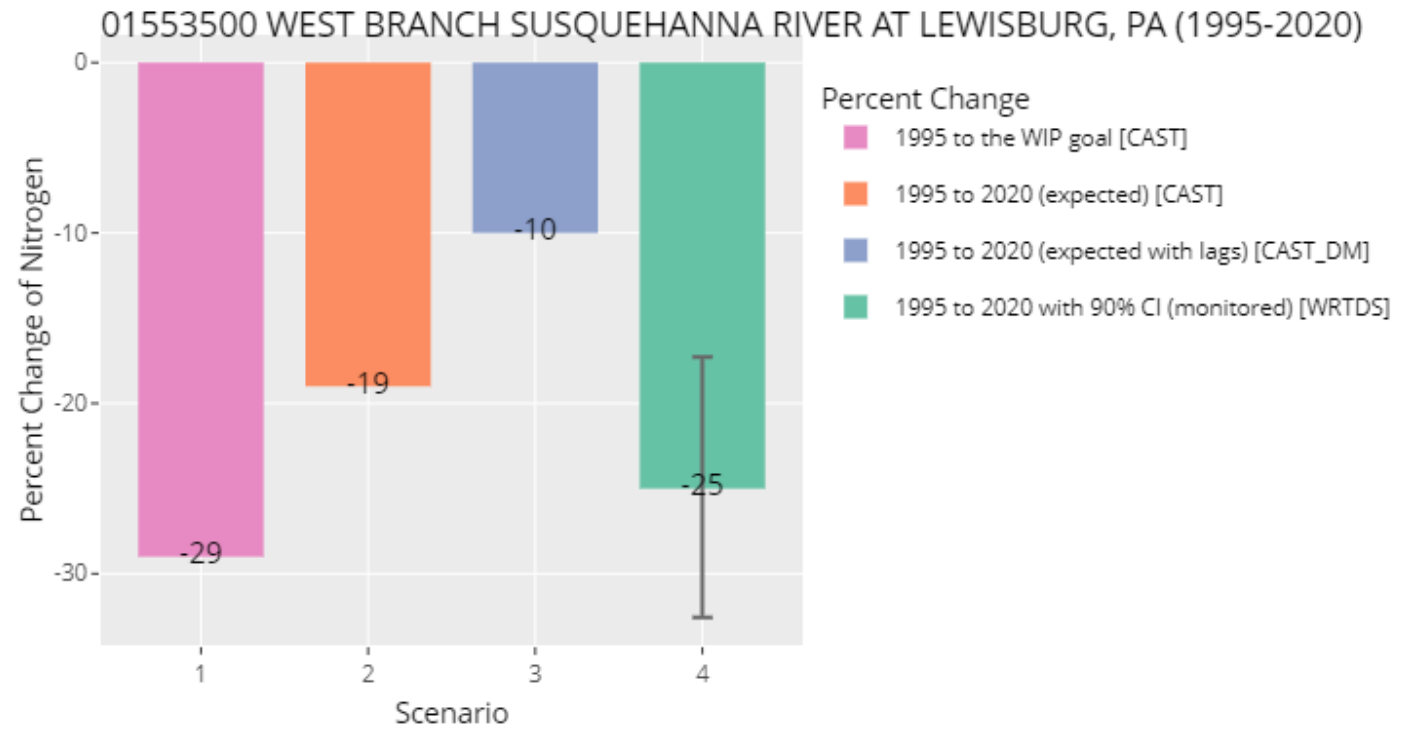 01553500 WEST BRANCH SUSQUEHANNA RIVER AT LEWISBURG, PA (1995-2020)
Percent Change of Nitrogen
0
-10
-20
-30
-29
-19
-10
-25
1
2
3
4
Scenario
Percent Change
1995 to the WIP goal [CAST]
1995 to 2020 (expected) [CAST]
1995 to 2020 (expected with lags) [CAST_DM]
1995 to 2020 with 90% CI (monitored) [WRTDS]